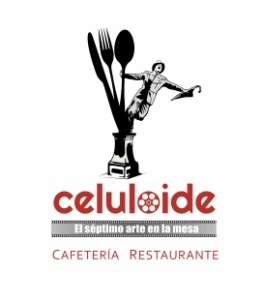 celuloide
El séptimo arte en la mesa
CAFETERÍA RESTAURANTE